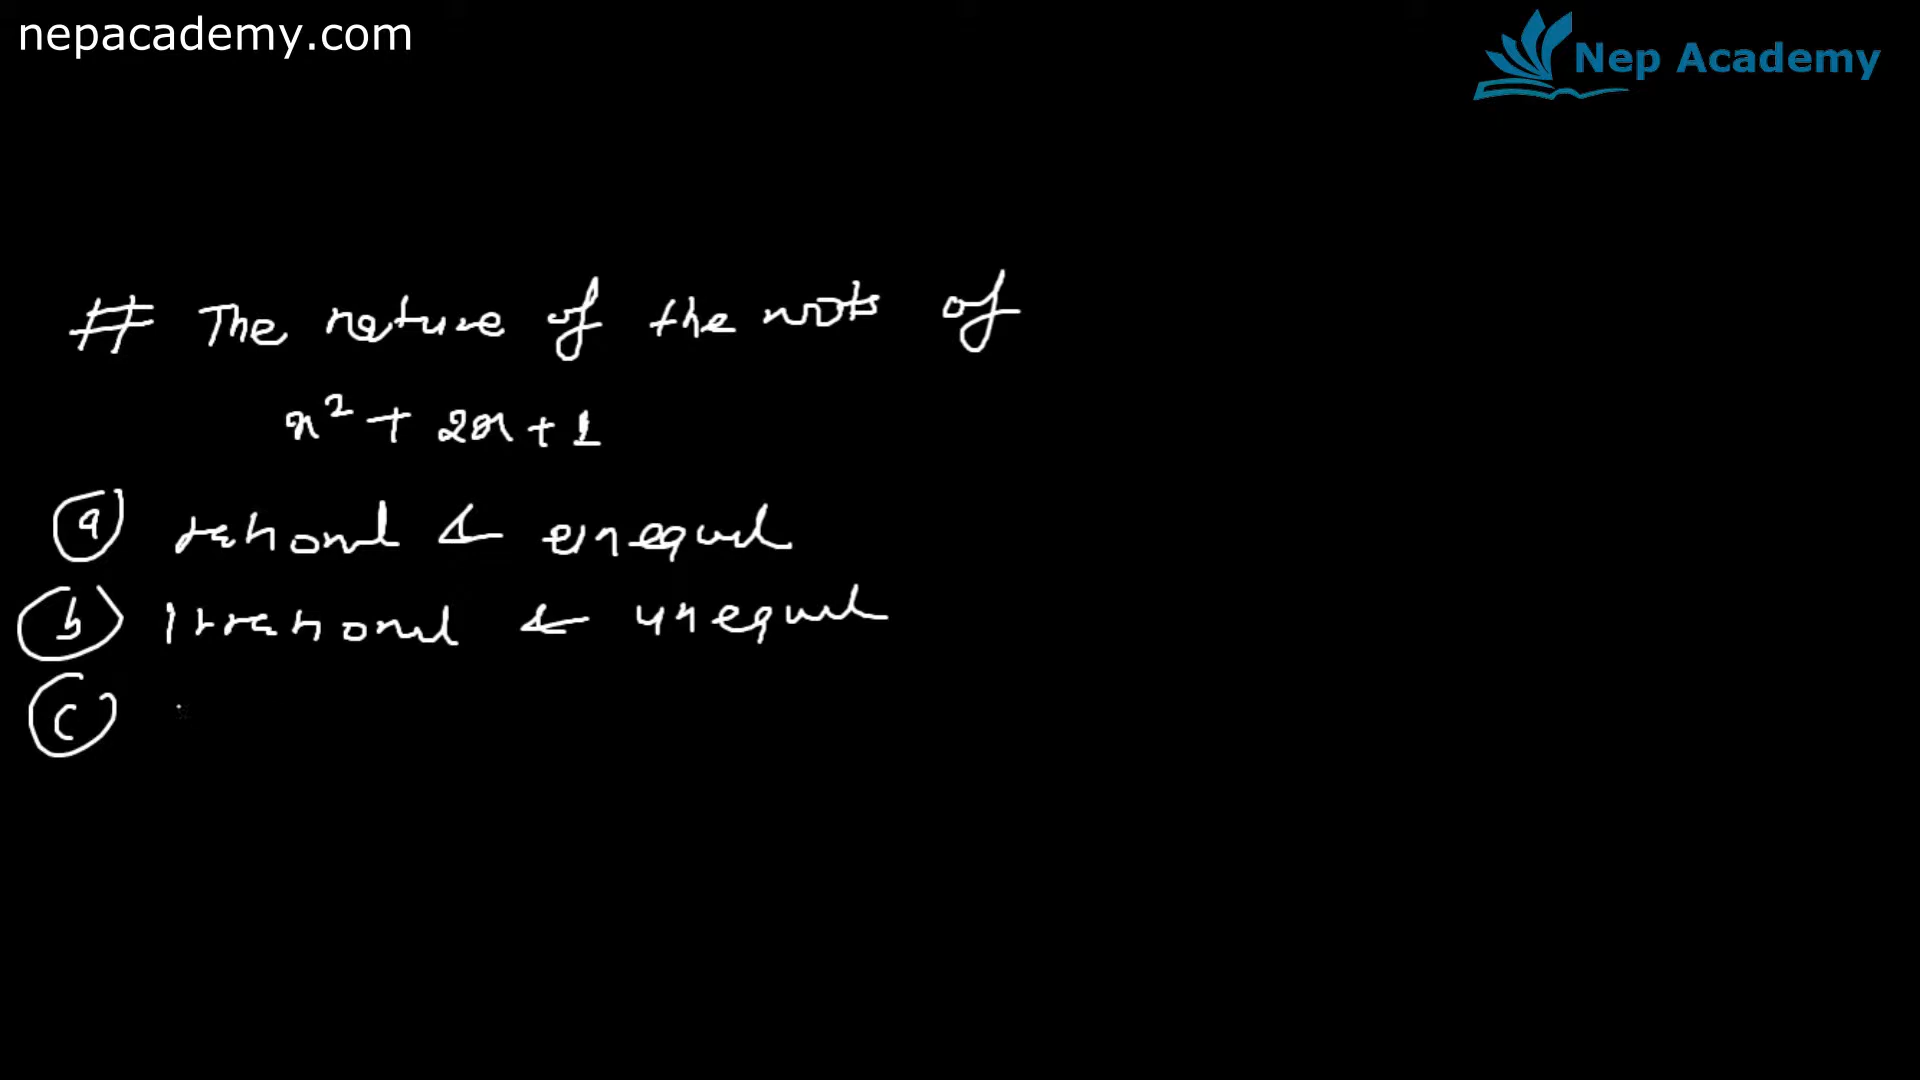 nepacademy.com
Nep Academy
# The nature of the roots of
x² + 2x + 1
(a) rational & unequal
(b) Irrational & unequal
(c)